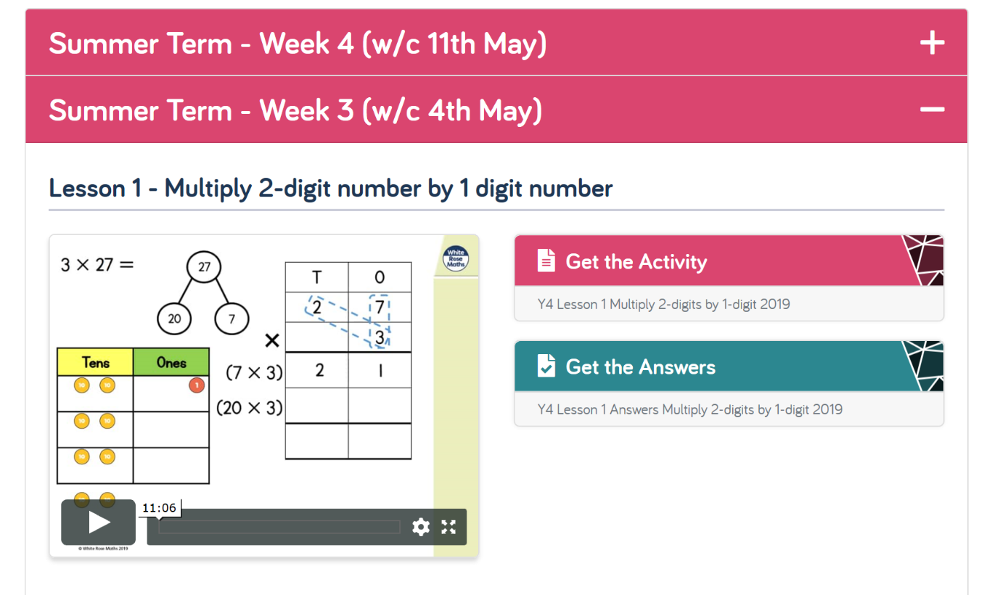 Summer Term - Week 4 (w/c 11th May)
Summer Term - Week 3 (w/c 4th May)
Lesson 1 - Multiply 2-digit number by 1 digit number
3 × 27 =
27
20
7
T O
2 7
× 3
(7 × 3) 2 1
(20 × 3)
Tens Ones
10 10 1
10 10
10 10
White
Rose
Maths
11:06
© White Rose Maths 2019
Get the Activity
Y4 Lesson 1 Multiply 2-digits by 1-digit 2019
Get the Answers
Y4 Lesson 1 Answers Multiply 2-digits by 1-digit 2019